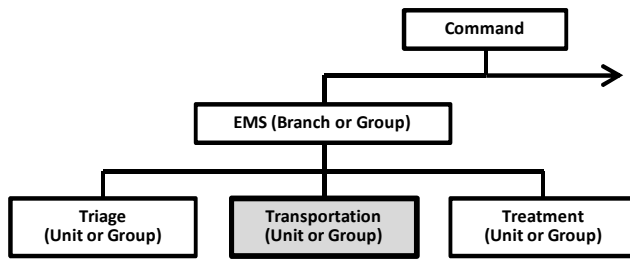 Command
EMS (Branch or Group)
Triage
(Unit or Group)
Transportation
(Unit or Group)
Treatment
(Unit or Group)